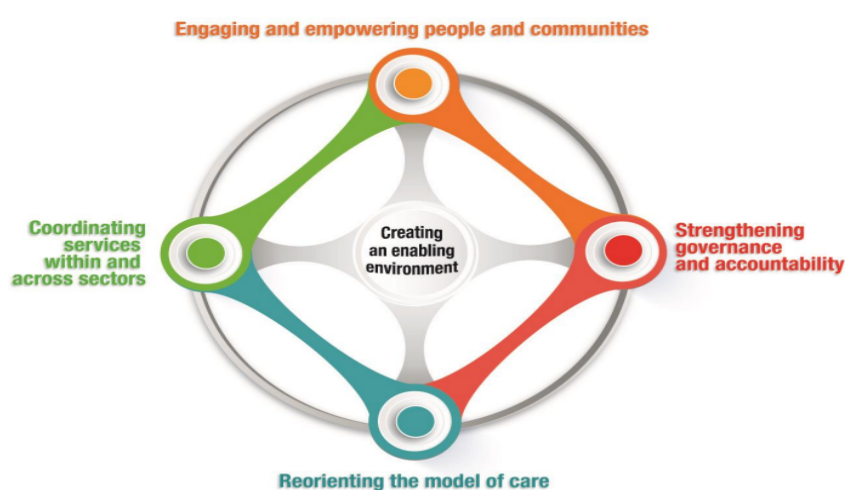 Engaging and empowering people and communities
Coordinating
services
within and
across sectors
Creating
an enabling
environment
Strengthening
governance
and accountability
Reorienting the model of care